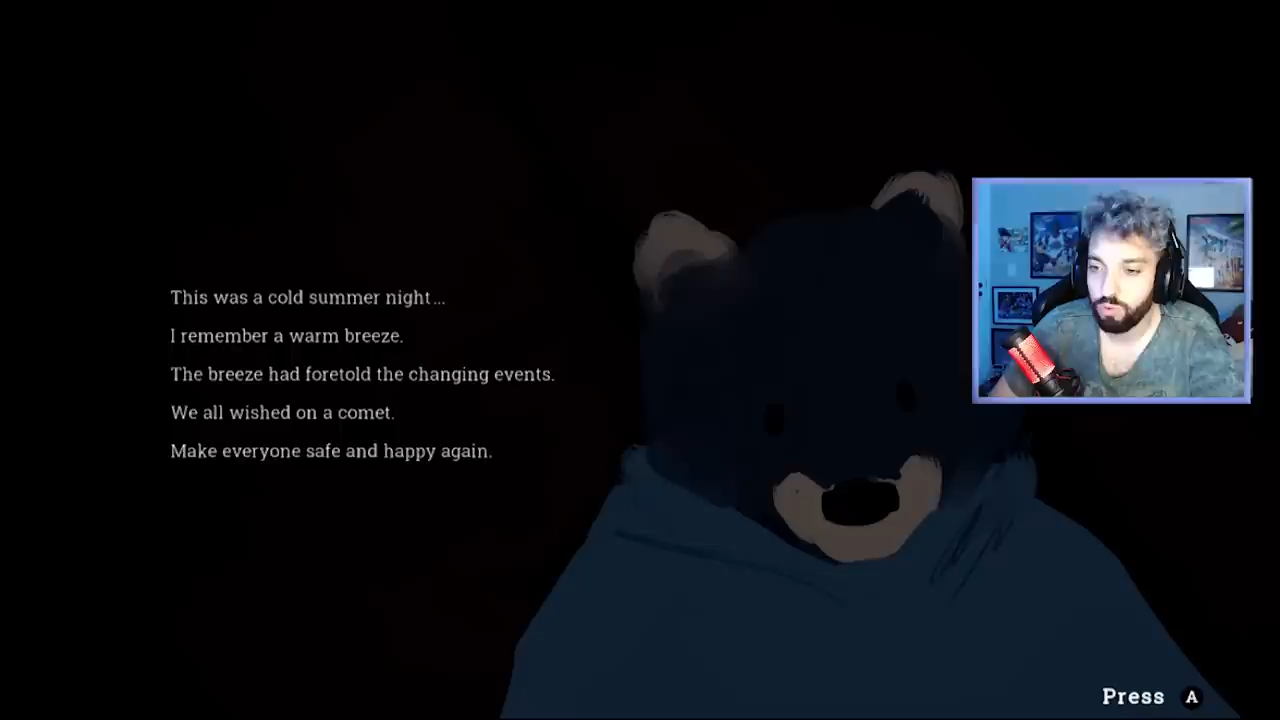 This was a cold summer night...
I remember a warm breeze.
The breeze had foretold the changing events.
We all wished on a comet.
Make everyone safe and happy again.
Press A